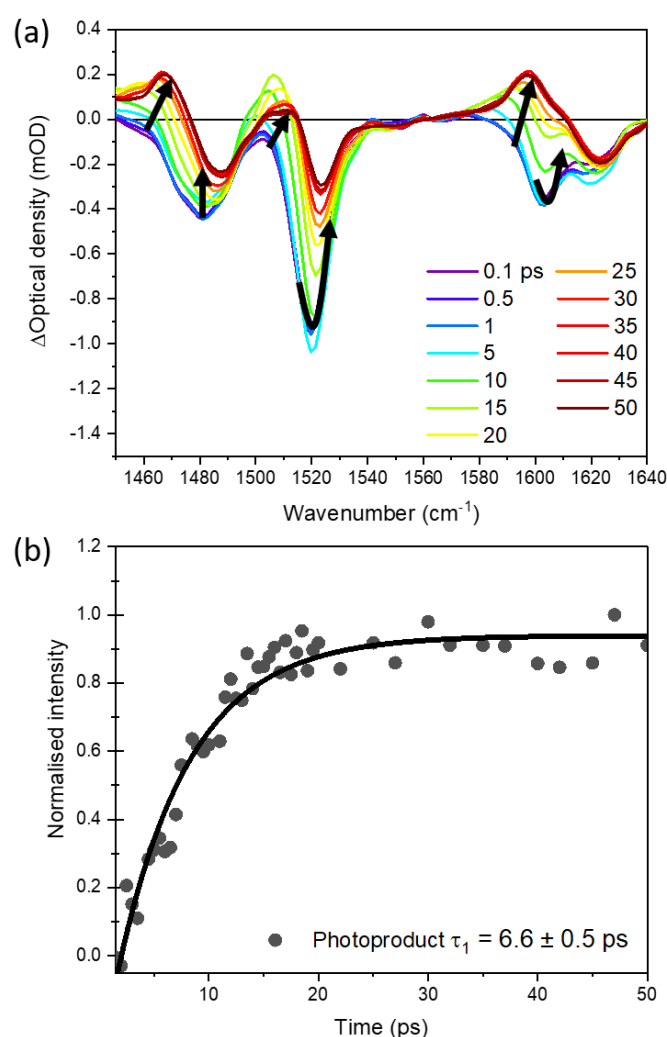 (a)
0.4
0.2
0.0
-0.2
-0.4
-0.6
-0.8
-1.0
-1.2
-1.4
ΔOptical density (mOD)
0.1 ps 25
0.5 30
1 35
5 40
10 45
15 50
20
1460 1480 1500 1520 1540 1560 1580 1600 1620 1640
Wavenumber (cm⁻¹)
(b)
1.2
1.0
0.8
0.6
0.4
0.2
0.0
Normalised intensity
Photoproduct τ₁ = 6.6 ± 0.5 ps
10 20 30 40 50
Time (ps)